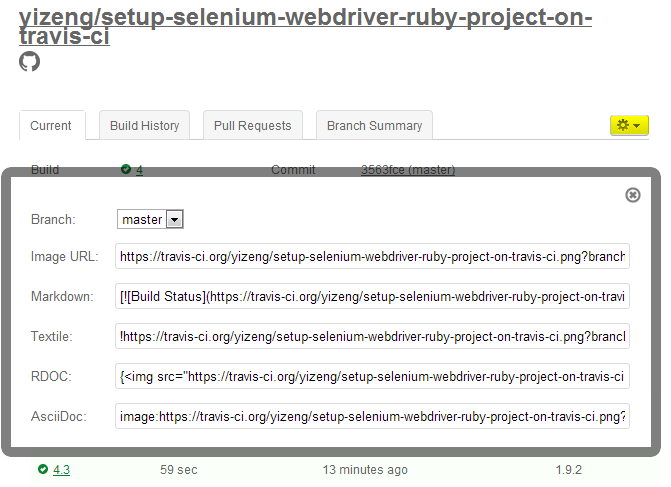 yizeng/setup-selenium-webdriver-ruby-project-on-
travis-ci
Current Build History Pull Requests Branch Summary
Build 4 Commit 3563fce (master)
Branch: master
Image URL: https://travis-ci.org/yizeng/setup-selenium-webdriver-ruby-project-on-travis-ci.png?branch
Markdown: [![Build Status](https://travis-ci.org/yizeng/setup-selenium-webdriver-ruby-project-on-travi
Textile: !https://travis-ci.org/yizeng/setup-selenium-webdriver-ruby-project-on-travis-ci.png?branch
RDOC: {<img src="https://travis-ci.org/yizeng/setup-selenium-webdriver-ruby-project-on-travis-ci
AsciiDoc: image:https://travis-ci.org/yizeng/setup-selenium-webdriver-ruby-project-on-travis-ci.png?
4.3 59 sec 13 minutes ago 1.9.2